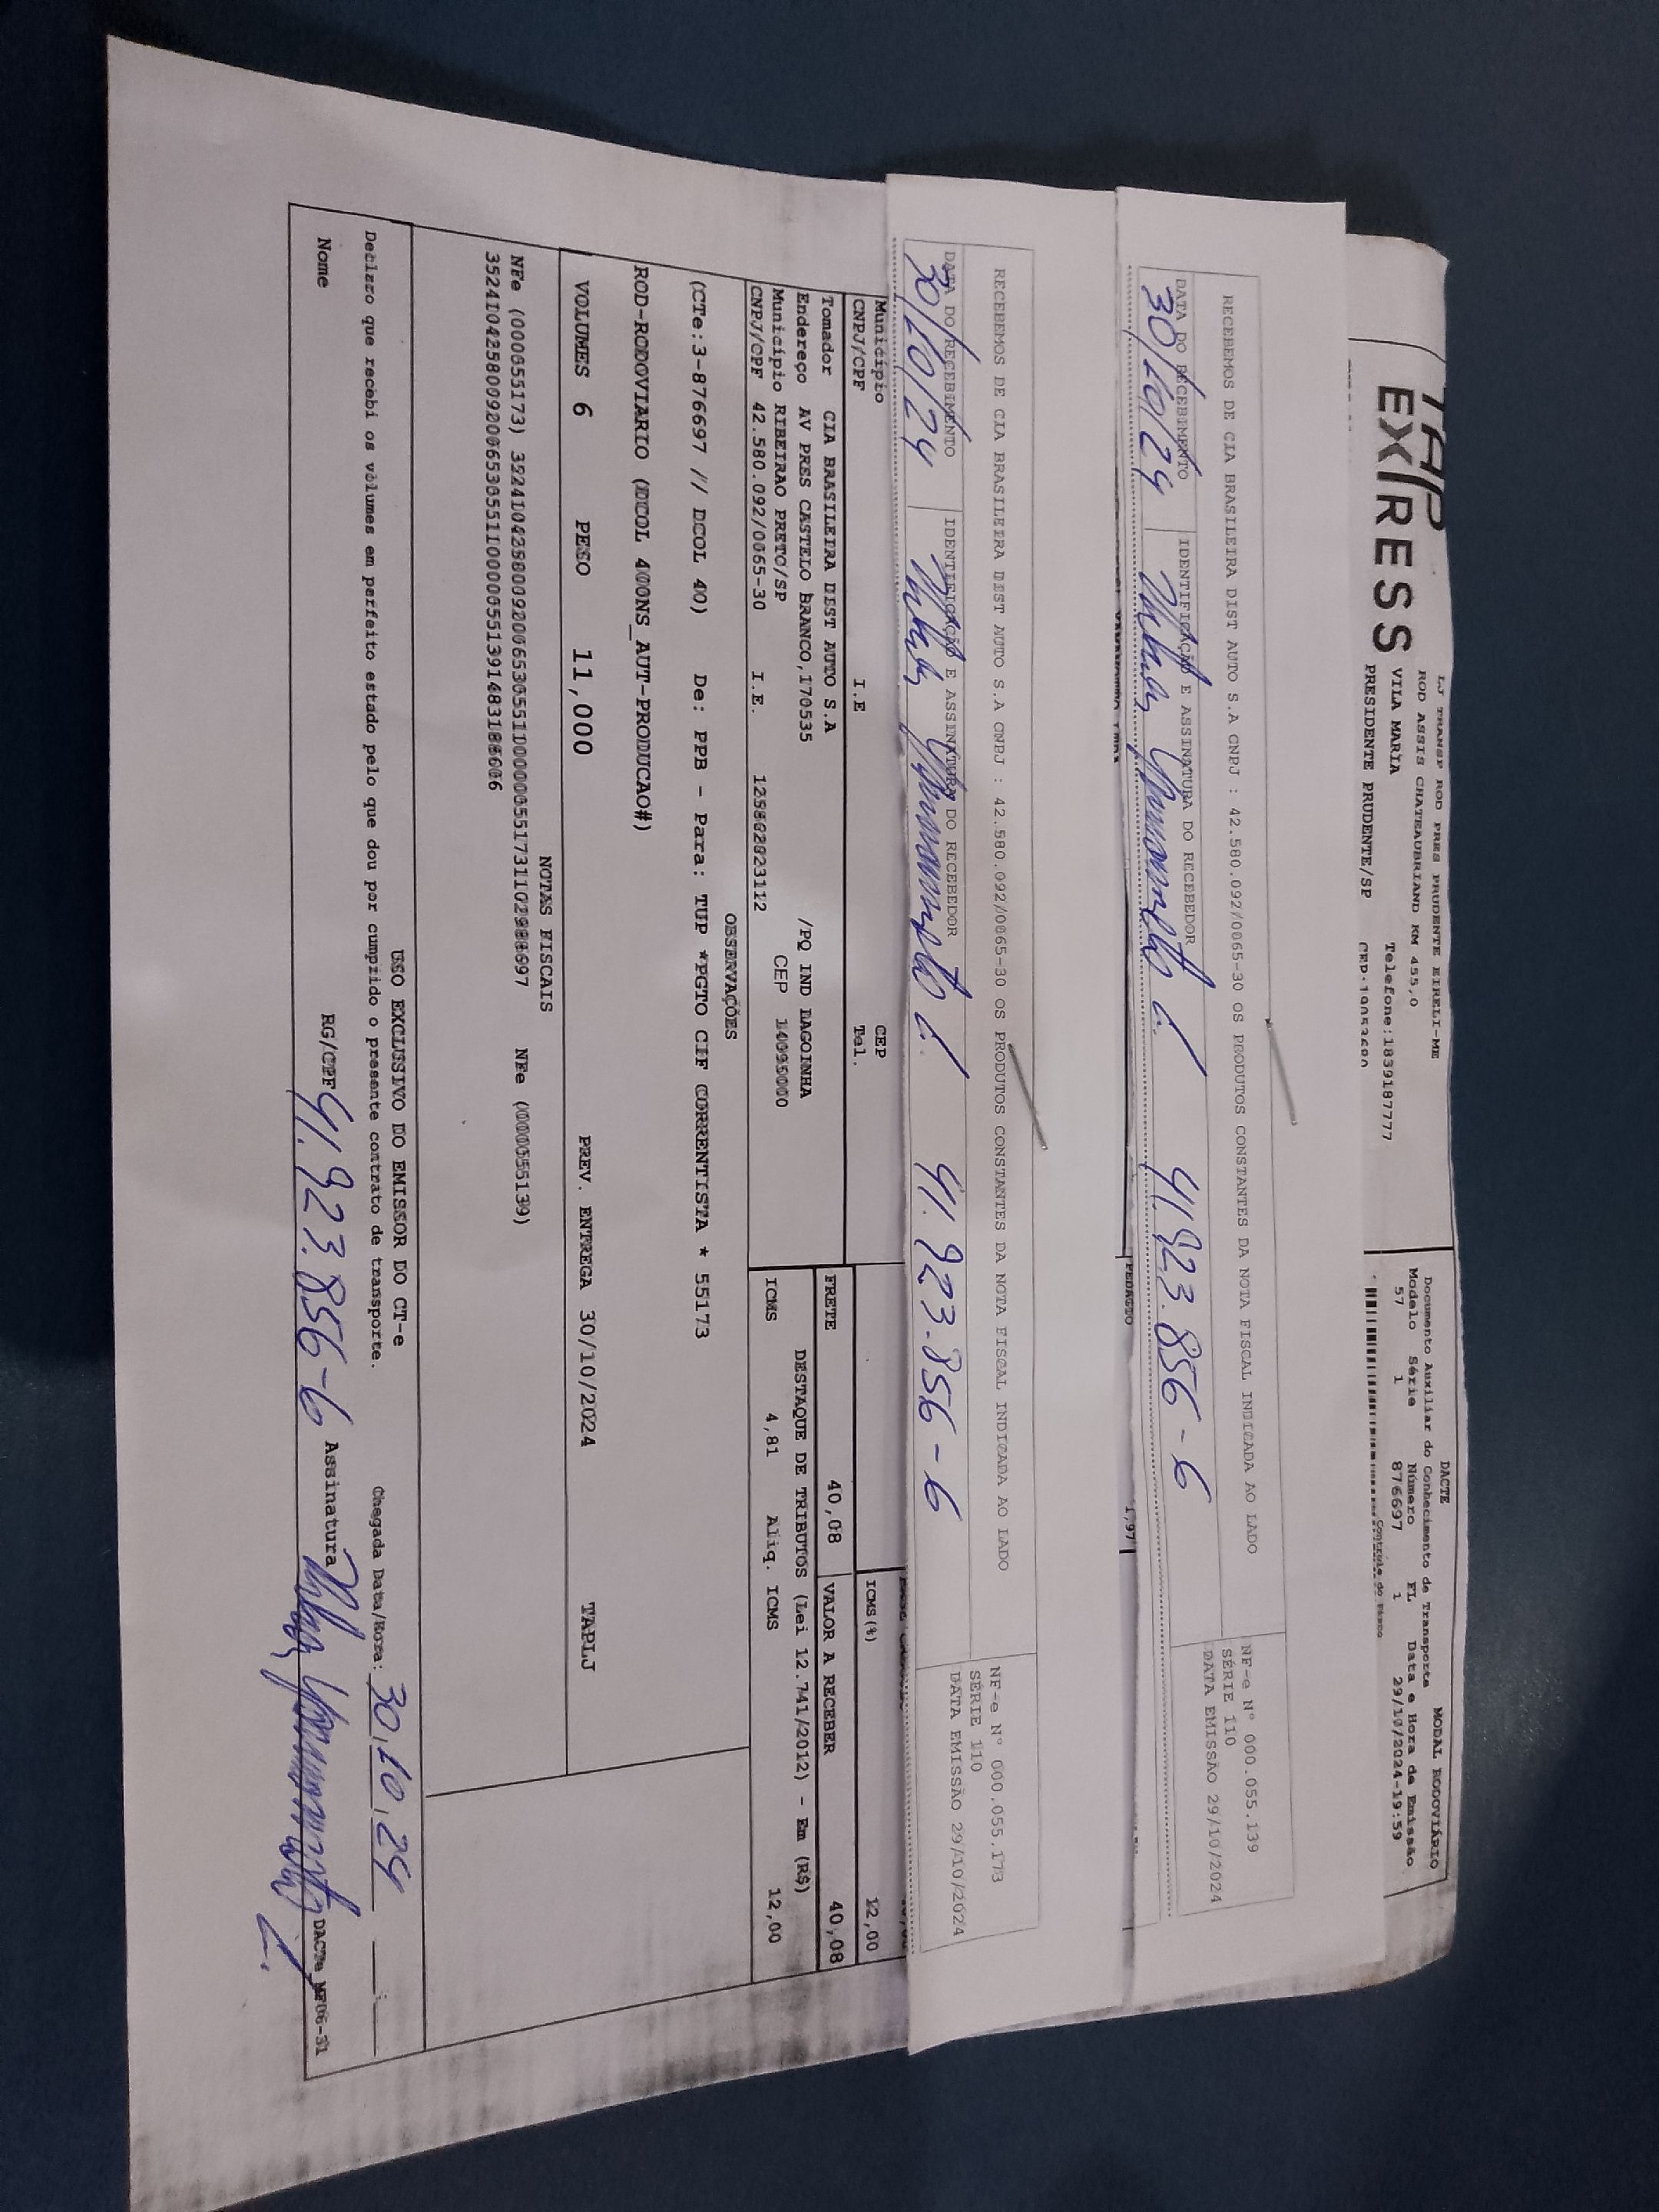 TAP EXPRESS
LJ TRANSP ROD PRES PRUDENTE EIRELI-ME
ROD ASSIS CHATEAUBRIAND KM 455,0
VILA MARIA Telefone:1839187777
PRESIDENTE PRUDENTE/SP
DACTE MODAL RODOVIÁRIO
Documento Auxiliar do Conhecimento de Transporte
Modelo Série Número FL Data e Hora de Emissão
57 1 876697 1 29/10/2024-19:59
Controle do Fisco
RECEBEMOS DE CIA BRASILEIRA DIST AUTO S.A CNPJ : 42.580.092/0065-30 OS PRODUTOS CONSTANTES DA NOTA FISCAL INDICADA AO LADO
NF-e Nº 000.055.139
SÉRIE 110
DATA EMISSÃO 29/10/2024
DATA DO RECEBIMENTO IDENTIFICAÇÃO E ASSINATURA DO RECEBEDOR
30/10/24 41.923.856-6
PEDAGIO 1,97
RECEBEMOS DE CIA BRASILEIRA DIST AUTO S.A CNPJ : 42.580.092/0065-30 OS PRODUTOS CONSTANTES DA NOTA FISCAL INDICADA AO LADO
NF-e Nº 000.055.173
SÉRIE 110
DATA EMISSÃO 29/10/2024
DATA DO RECEBIMENTO IDENTIFICAÇÃO E ASSINATURA DO RECEBEDOR
30/10/24 41.923.856-6
Município CEP
CNPJ/CPF I.E Tel.
ICMS(%) 12,00
Tomador CIA BRASILEIRA DIST AUTO S.A
Endereço AV PRES CASTELO BRANCO,170535 /PQ IND LAGOINHA
Município RIBEIRAO PRETO/SP CEP 14095000
CNPJ/CPF 42.580.092/0065-30 I.E. 125802823112
FRETE 40,08 VALOR A RECEBER 40,08
DESTAQUE DE TRIBUTOS (Lei 12.741/2012) - Em (R$)
ICMS 4,81 Aliq. ICMS 12,00
OBSERVAÇÕES
(CTe:3-876697 // DCOL 40) De: PPB - Para: TUP *PGTO CIF CORRENTISTA * 55173
ROD-RODOVIARIO (DCOL 40ONS_AUT-PRODUCAO#)
VOLUMES 6 PESO 11,000 PREV. ENTREGA 30/10/2024 TAPLJ
NOTAS FISCAIS
NFe (000055139)
USO EXCLUSIVO DO EMISSOR DO CT-e
Declaro que recebi os volumes em perfeito estado pelo que dou por cumprido o presente contrato de transporte. Chegada Data/Hora: 30/10/24
Nome RG/CPF 41.923.856-6 Assinatura DACTe MF06-31